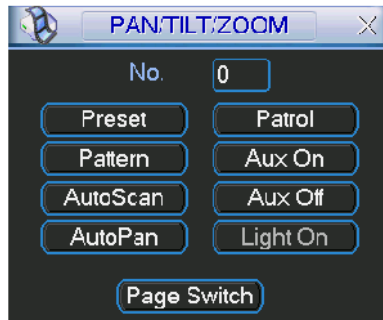 PAN/TILT/ZOOM
No. 0
Preset Patrol
Pattern Aux On
AutoScan Aux Off
AutoPan Light On
Page Switch